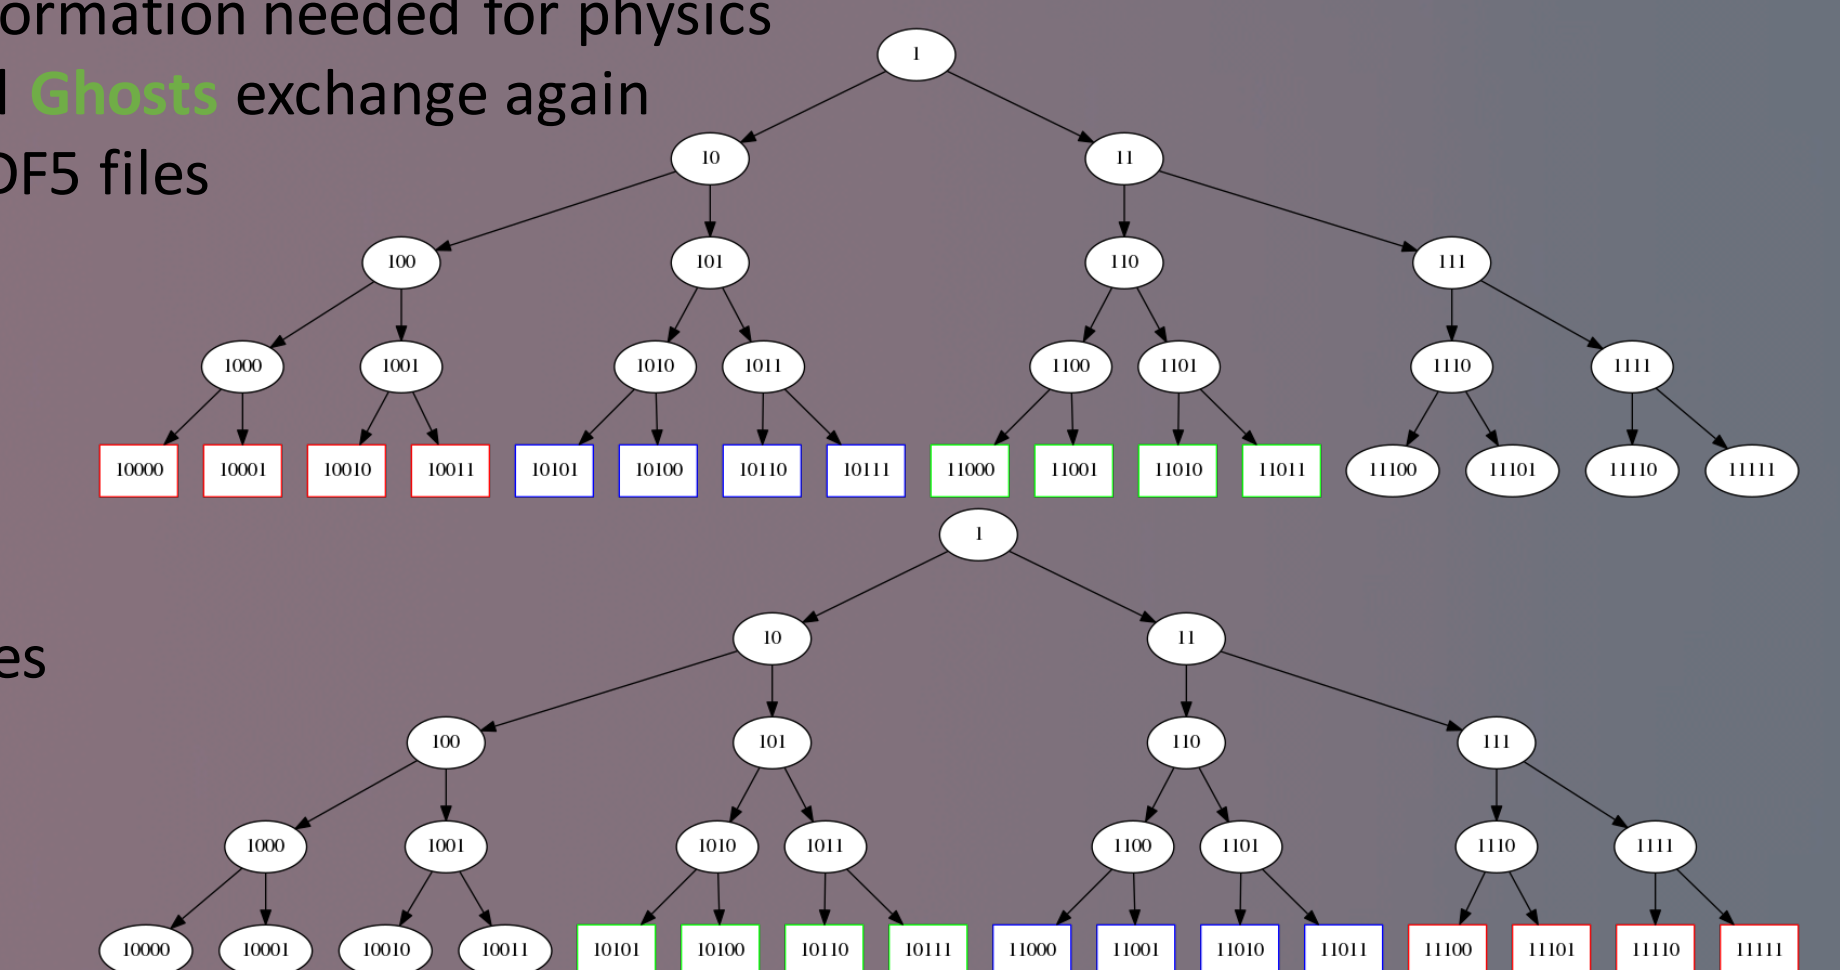 ormation needed for physics
1
l Ghosts exchange again
10 11
DF5 files
100 101 110 111
1000 1001 1010 1011 1100 1101 1110 1111
10000 10001 10010 10011 10101 10100 10110 10111 11000 11001 11010 11011 11100 11101 11110 11111
1
10 11
es
100 101 110 111
1000 1001 1010 1011 1100 1101 1110 1111
10000 10001 10010 10011 10101 10100 10110 10111 11000 11001 11010 11011 11100 11101 11110 11111